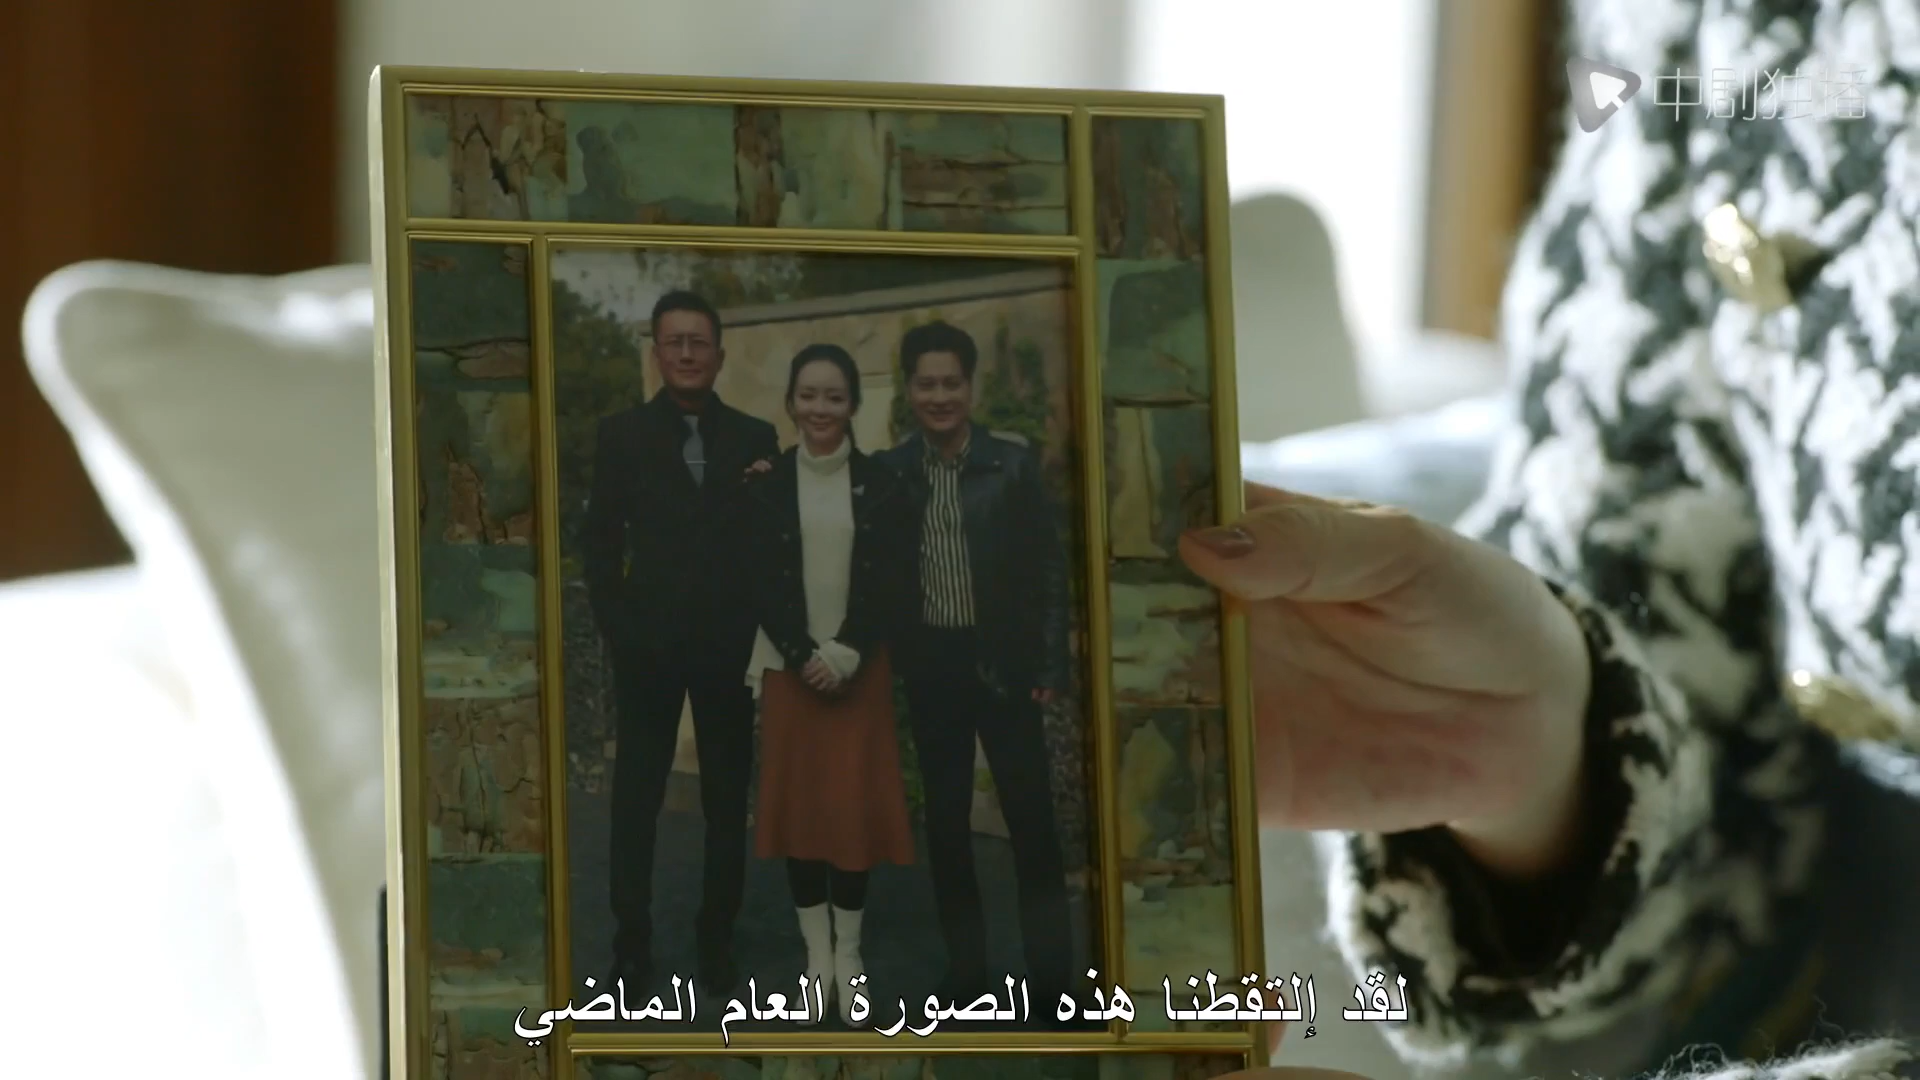 中剧独播
لقد إلتقطنا هذه الصورة العام الماضي